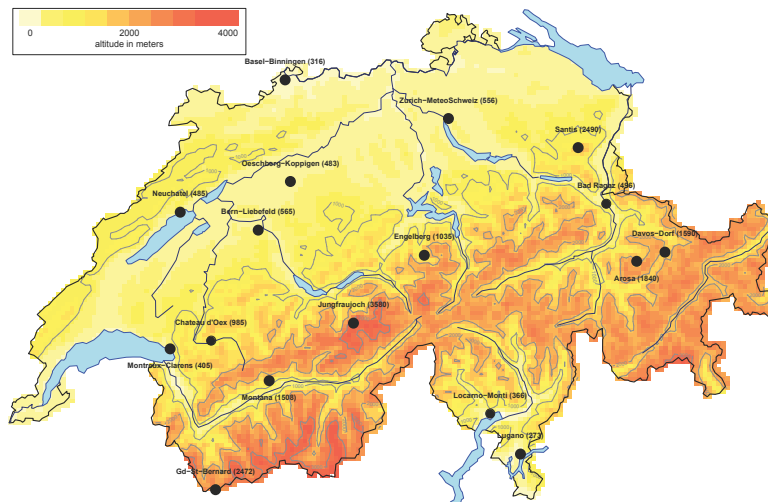 0 2000 4000
altitude in meters
Basel−Binningen (316)
Zürich−MeteoSchweiz (556)
Santis (2490)
Oeschberg−Koppigen (483)
Neuchatel (485)
Bad Ragaz (496)
Bern−Liebefeld (565)
Engelberg (1035)
Davos−Dorf (1590)
Arosa (1840)
Jungfraujoch (3580)
Chateau d'Oex (985)
Montreux−Clarens (405)
Montana (1508)
Locarno−Monti (366)
Lugano (273)
Gd−St−Bernard (2472)